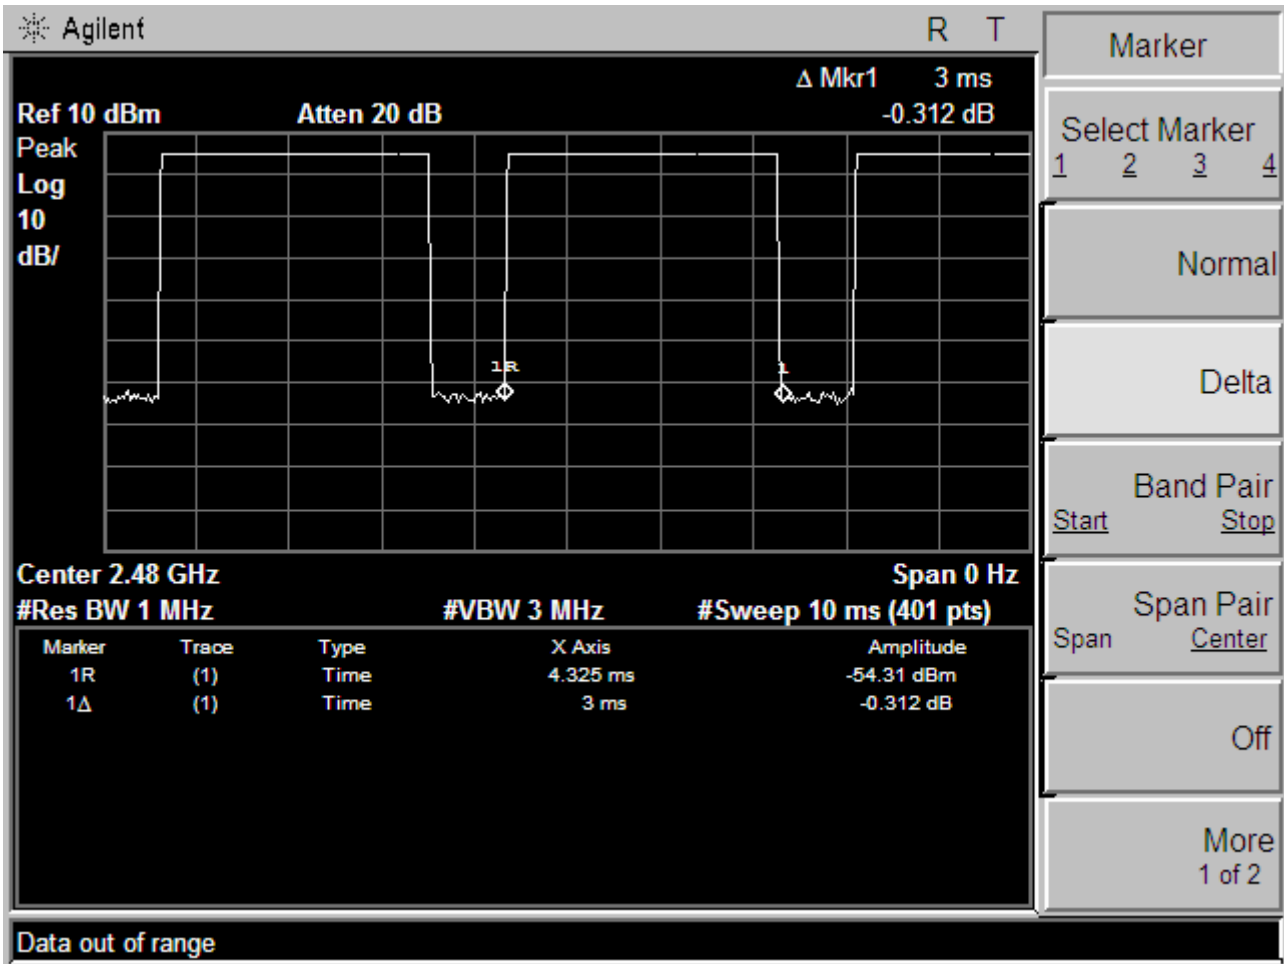 Agilent R T
Δ Mkr1 3 ms
Ref 10 dBm Atten 20 dB -0.312 dB
Peak
Log
10
dB/
1R 1
Center 2.48 GHz Span 0 Hz
#Res BW 1 MHz #VBW 3 MHz #Sweep 10 ms (401 pts)
Marker Trace Type X Axis Amplitude
1R (1) Time 4.325 ms -54.31 dBm
1Δ (1) Time 3 ms -0.312 dB
Data out of range
Marker
Select Marker
1 2 3 4
Normal
Delta
Band Pair
Start Stop
Span Pair
Span Center
Off
More
1 of 2